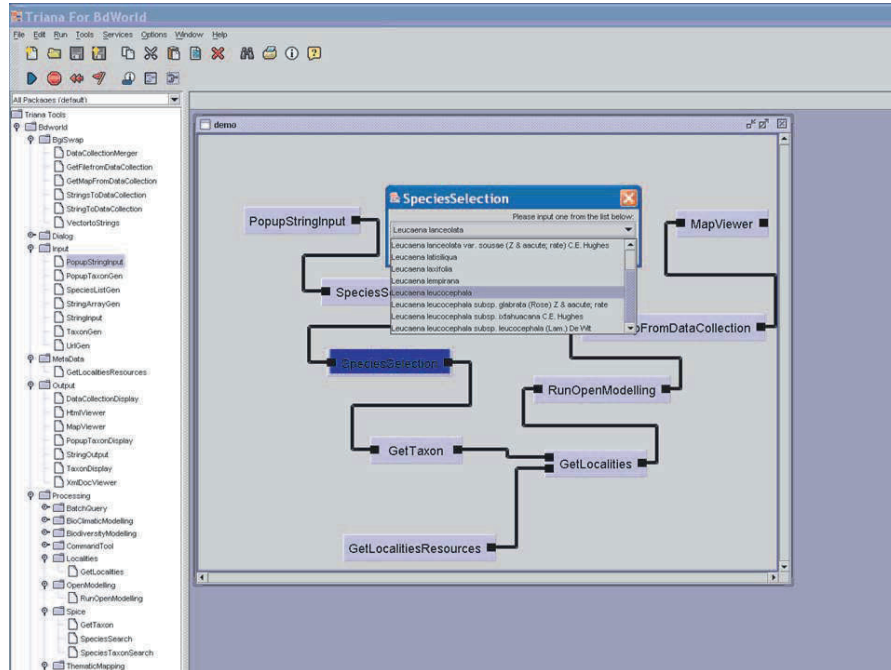 Triana For BdWorld
File Edit Run Tools Services Options Window Help
All Packages (default)
Triana Tools
Bdworld
BgiSwap
DataCollectionMerger
GetFilefromDataCollection
GetMapFromDataCollection
StringsToDataCollection
StringToDataCollection
VectortoStrings
Dialog
Input
PopupStringInput
PopupTaxonGen
SpeciesListGen
StringArrayGen
StringInput
TaxonGen
UrlGen
MetaData
GetLocalitiesResources
Output
DataCollectionDisplay
HtmlViewer
MapViewer
PopupTaxonDisplay
StringOutput
TaxonDisplay
XmlDocViewer
Processing
BatchQuery
BioClimaticModelling
BiodiversityModelling
CommandTool
Localities
GetLocalities
OpenModelling
RunOpenModelling
Spice
GetTaxon
SpeciesSearch
SpeciesTaxonSearch
ThematicMapping
demo
SpeciesSelection
Please input one from the list below:
Leucaena lanceolata
Leucaena lanceolata var. sousae (Z & aacute; rate) C.E. Hughes
Leucaena latisiliqua
Leucaena laxifolia
Leucaena lempirana
Leucaena leucocephala
Leucaena leucocephala subsp. glabrata (Rose) Z & aacute; rate
Leucaena leucocephala subsp. ixtahuacana C.E. Hughes
Leucaena leucocephala subsp. leucocephala (Lam.) De Wit
PopupStringInput
MapViewer
SpeciesS
FromDataCollection
SpeciesSelection
RunOpenModelling
GetTaxon
GetLocalities
GetLocalitiesResources